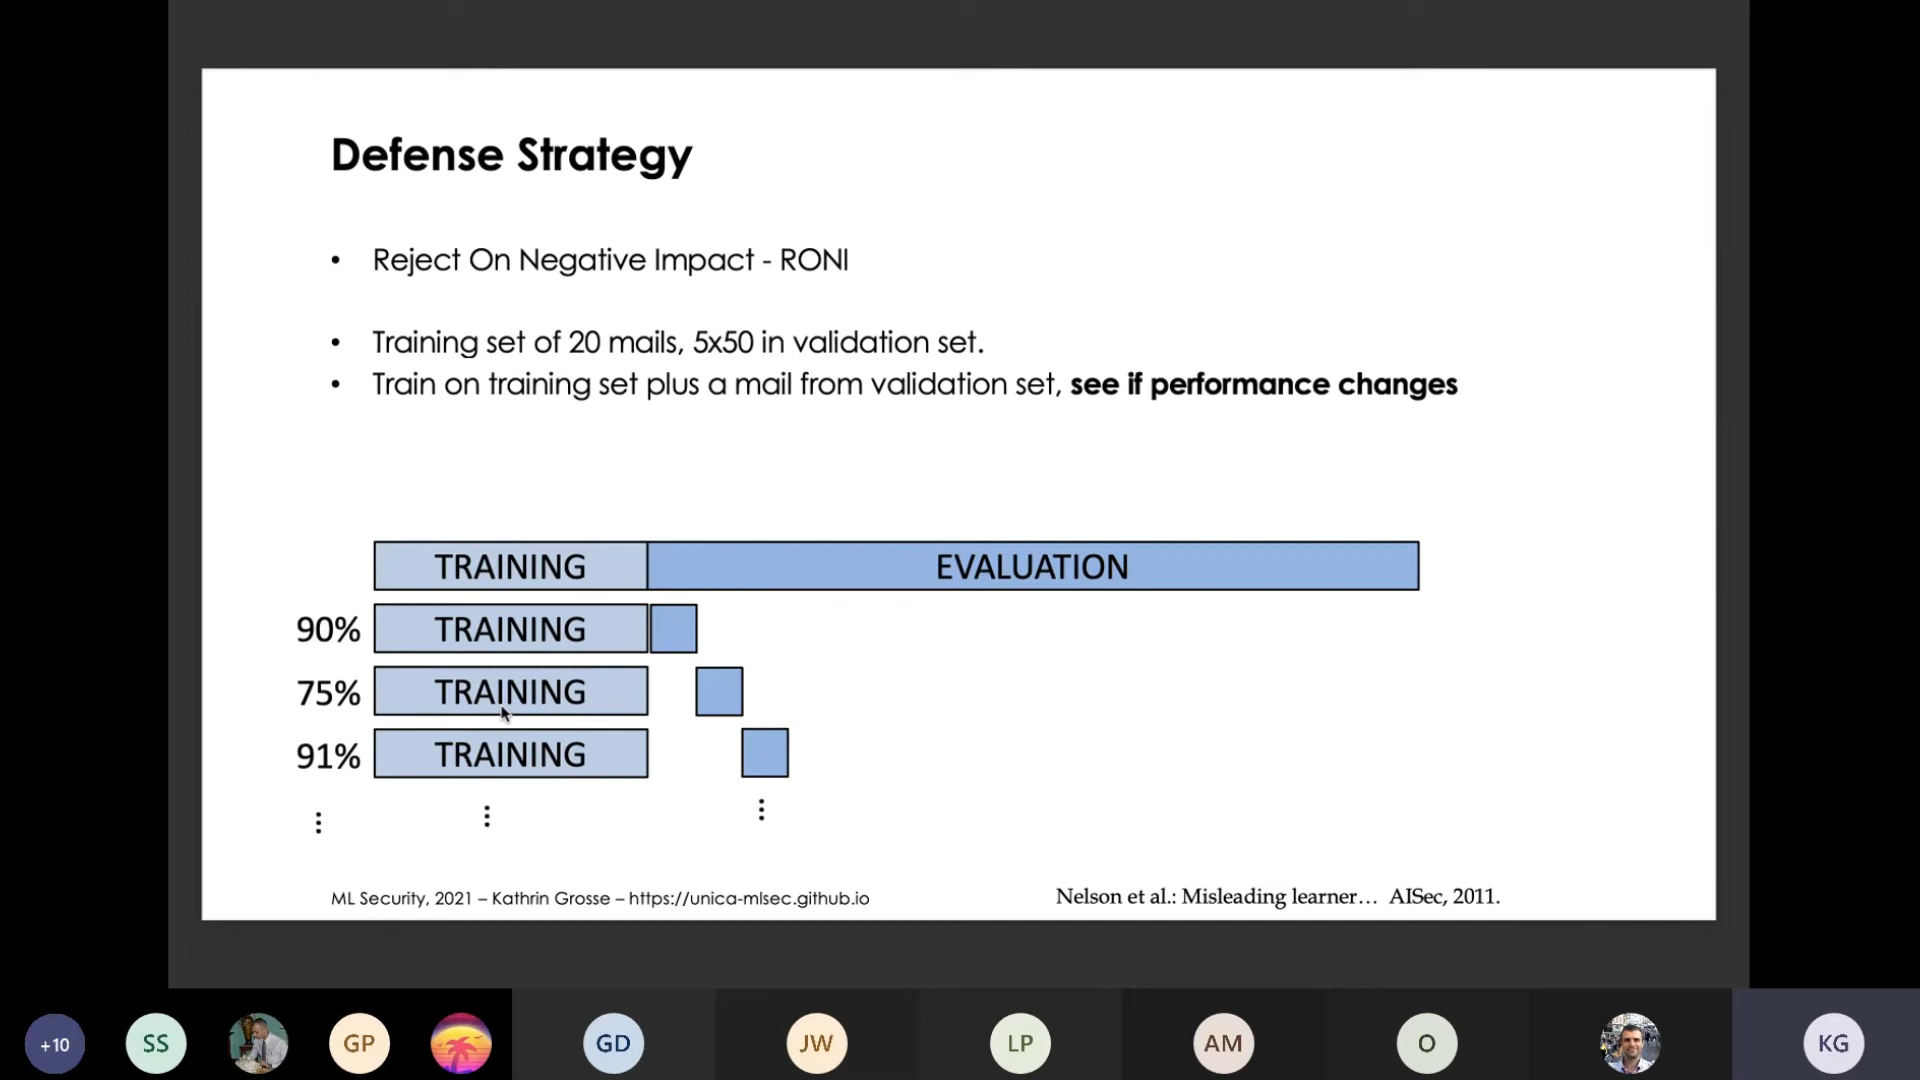 Defense Strategy
• Reject On Negative Impact - RONI
• Training set of 20 mails, 5x50 in validation set.
• Train on training set plus a mail from validation set, see if performance changes
TRAINING EVALUATION
90% TRAINING
75% TRAINING
91% TRAINING
ML Security, 2021 – Kathrin Grosse – https://unica-mlsec.github.io
Nelson et al.: Misleading learner… AISec, 2011.
+10 SS GP GD JW LP AM O KG